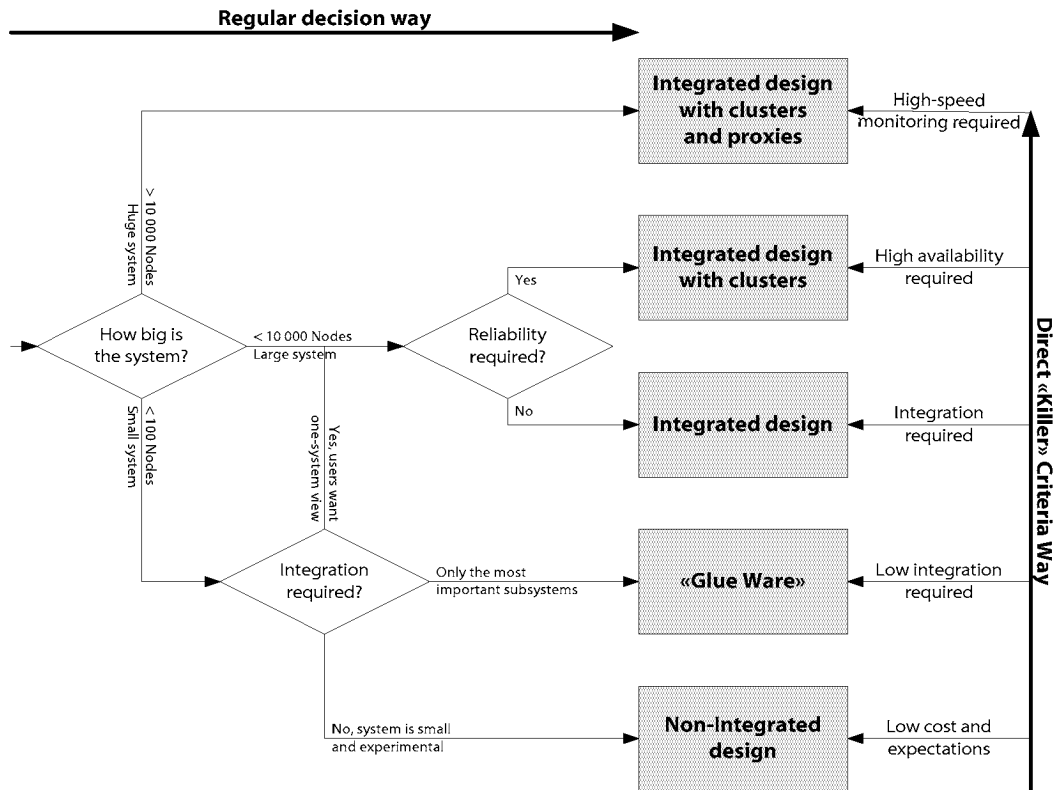 Regular decision way
Integrated design
with clusters
and proxies
High-speed
monitoring required
> 10 000 Nodes
Huge system
Integrated design
with clusters
High availability
required
Yes
How big is
the system?
< 10 000 Nodes
Large system
Reliability
required?
No
Integrated design
Integration
required
Direct «Killer» Criteria Way
<100 Nodes
Small system
Yes, users want
one-system view
Integration
required?
Only the most
important subsystems
«Glue Ware»
Low integration
required
No, system is small
and experimental
Non-Integrated
design
Low cost and
expectations